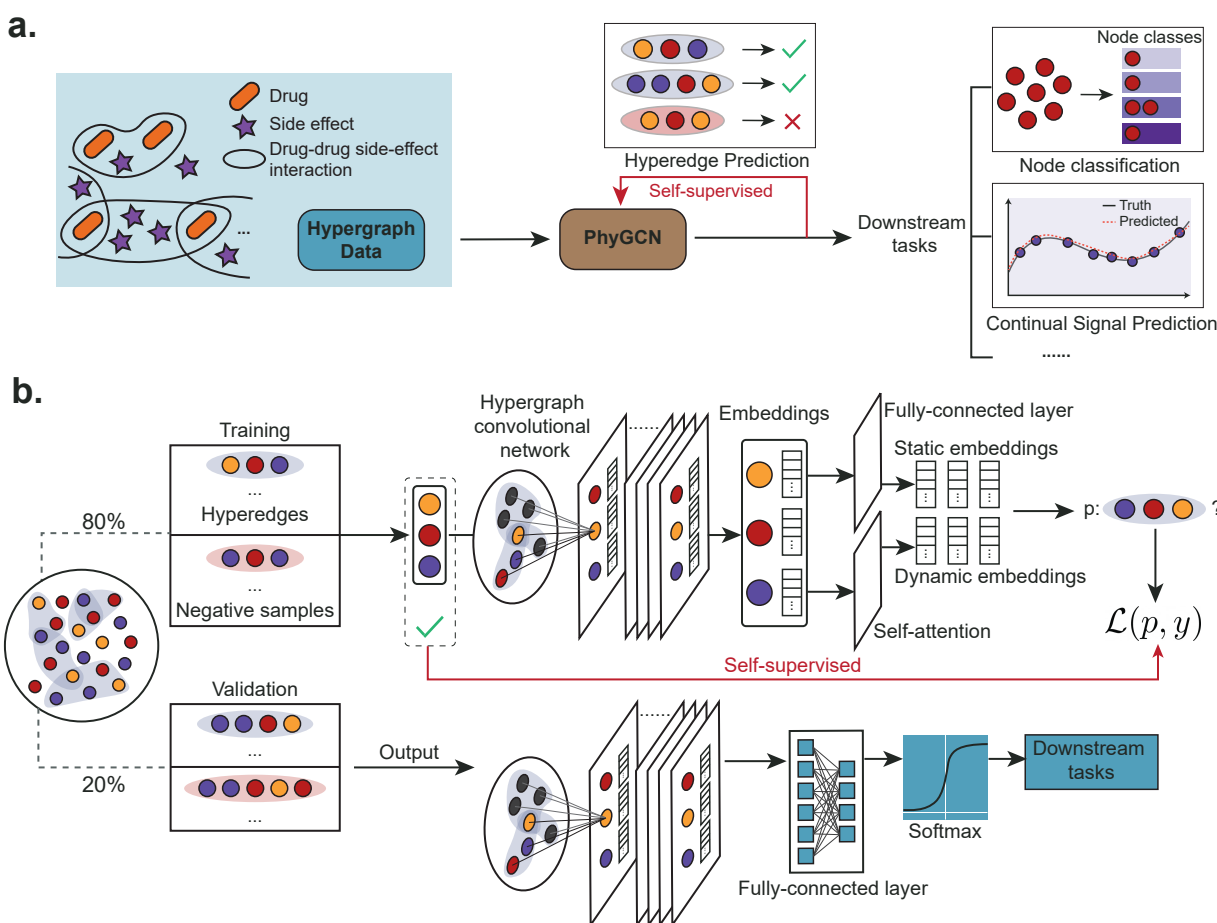 a.
Drug
Side effect
Drug-drug side-effect
interaction
...
Hypergraph
Data
Hyperedge Prediction
Self-supervised
PhyGCN
Downstream
tasks
Node classes
Node classification
Truth
Predicted
Continual Signal Prediction
......
b.
Training
...
Hyperedges
...
Negative samples
80%
20%
Validation
...
...
Output
Hypergraph
convolutional
network
......
Embeddings
Fully-connected layer
Static embeddings
Dynamic embeddings
Self-attention
p:
?
ℒ(p, y)
Self-supervised
......
Fully-connected layer
Softmax
Downstream
tasks